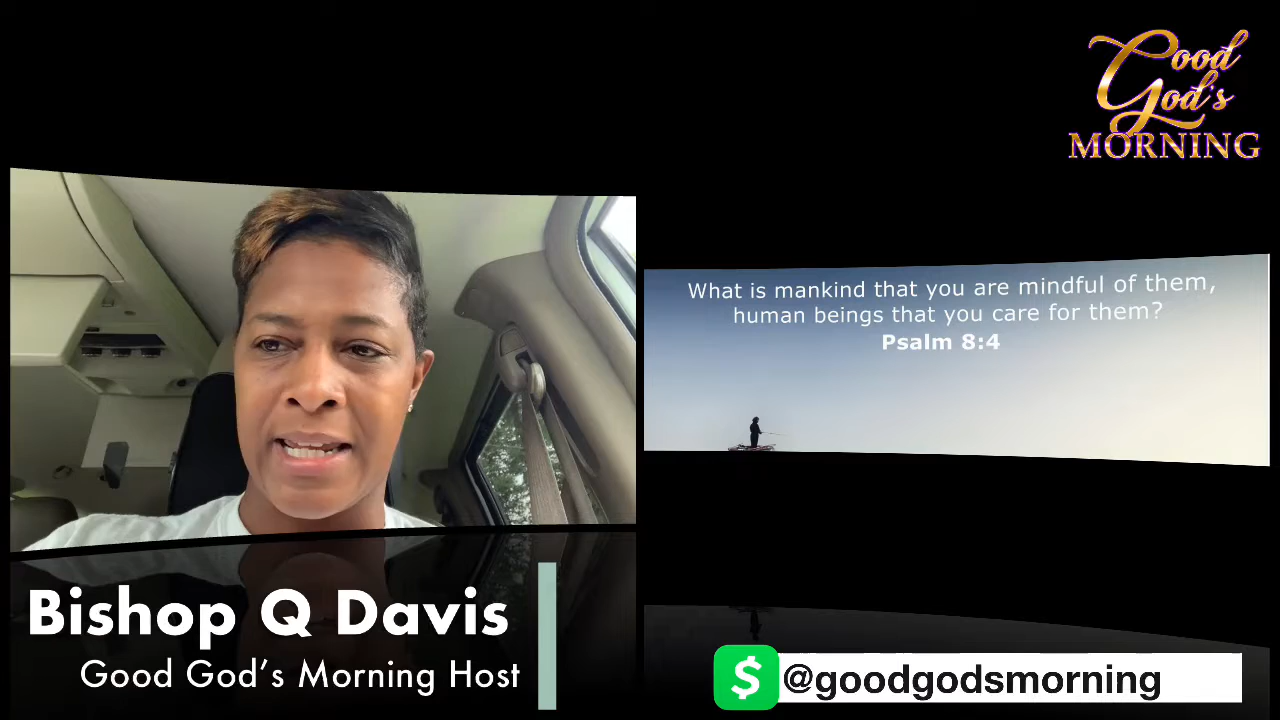 Good
God's
MORNING
What is mankind that you are mindful of them,
human beings that you care for them?
Psalm 8:4
Bishop Q Davis
Good God's Morning Host
$ @goodgodsmorning